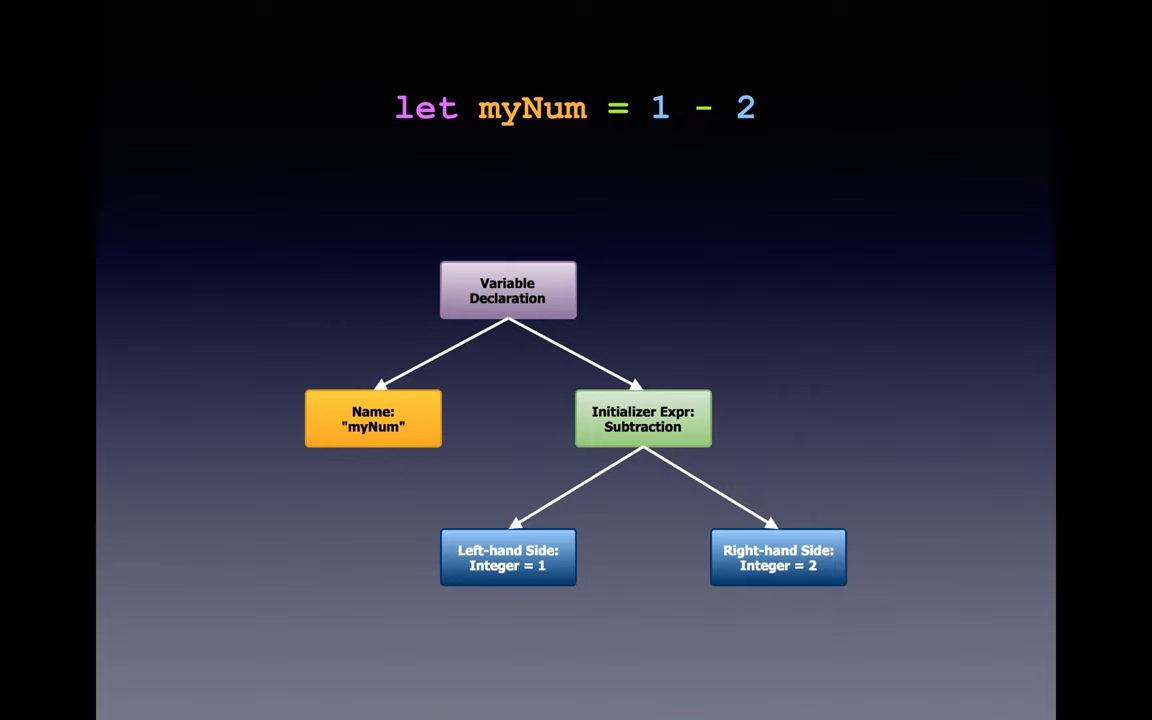 let myNum = 1 - 2
Variable
Declaration
Name:
"myNum"
Initializer Expr:
Subtraction
Left-hand Side:
Integer = 1
Right-hand Side:
Integer = 2